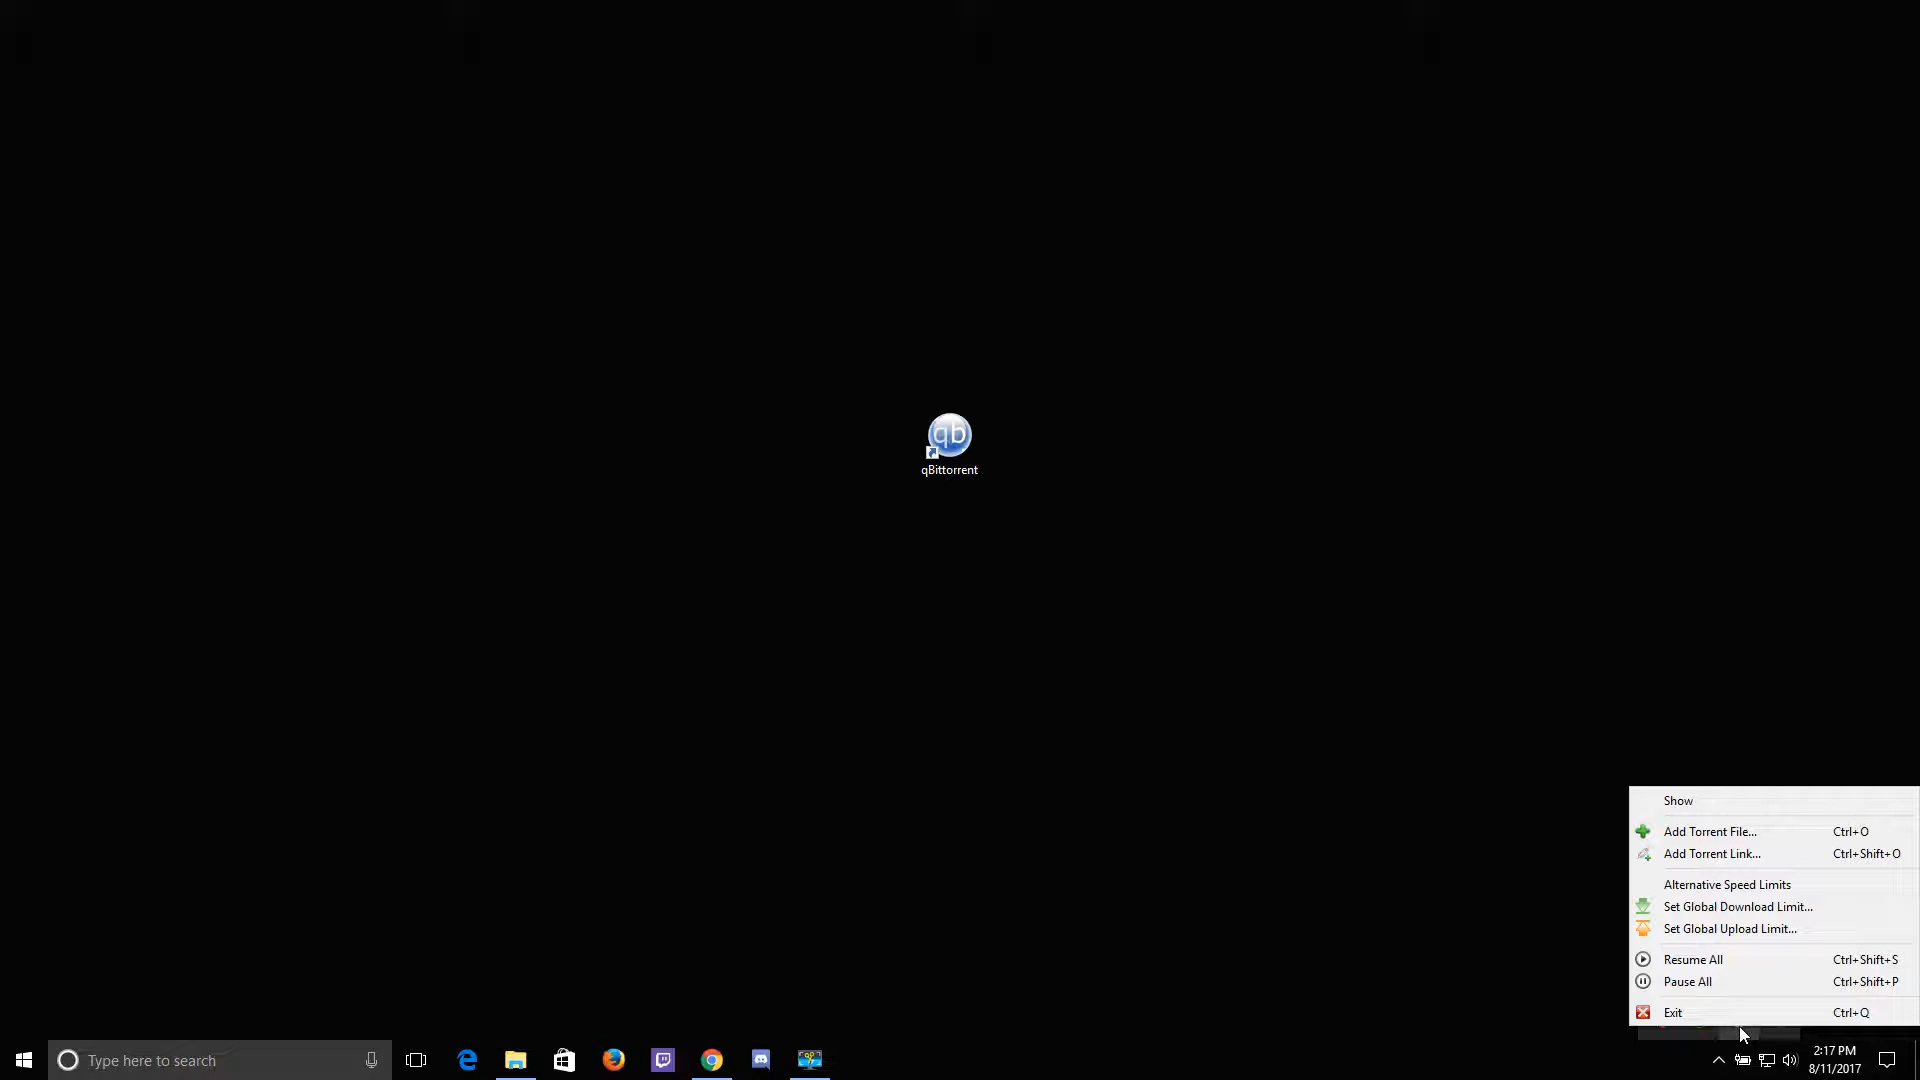 qb
qBittorrent
Show
Add Torrent File... Ctrl+O
Add Torrent Link... Ctrl+Shift+O
Alternative Speed Limits
Set Global Download Limit...
Set Global Upload Limit...
Resume All Ctrl+Shift+S
Pause All Ctrl+Shift+P
Exit Ctrl+Q
Type here to search
2:17 PM
8/11/2017